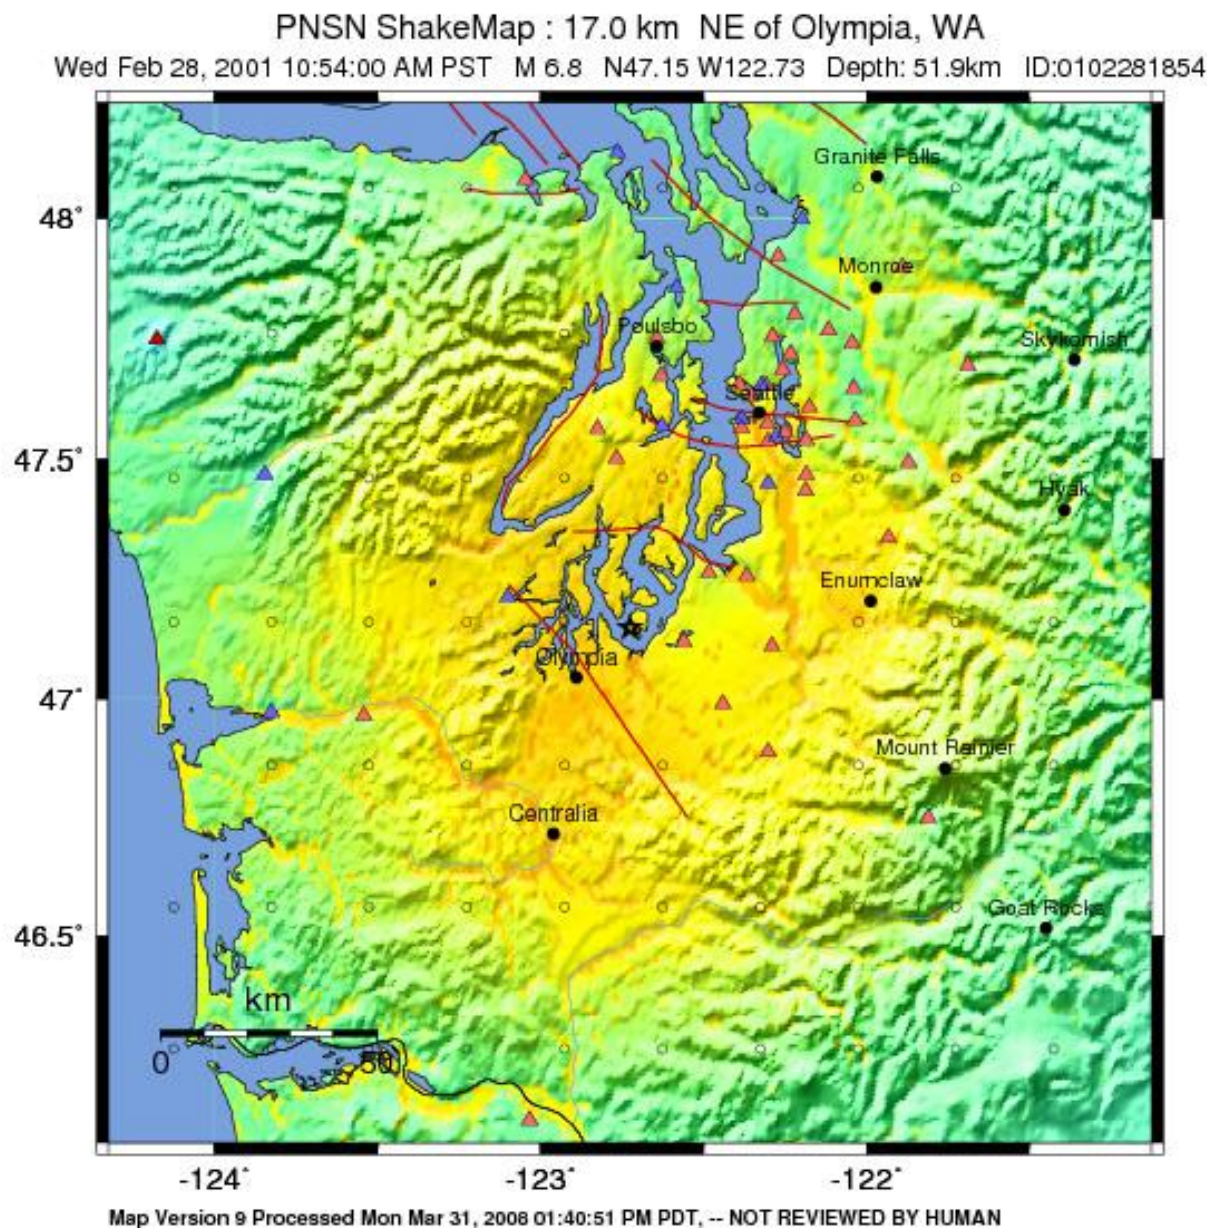 PNSN ShakeMap : 17.0 km NE of Olympia, WA
Wed Feb 28, 2001 10:54:00 AM PST M 6.8 N47.15 W122.73 Depth: 51.9km ID:0102281854
Granite Falls
48°
Monroe
Poulsbo
Skykomish
Seattle
47.5°
Hyak
Enumclaw
Olympia
47°
Mount Rainier
Centralia
Goat Rocks
46.5°
km
0 50
-124° -123° -122°
Map Version 9 Processed Mon Mar 31, 2008 01:40:51 PM PDT, -- NOT REVIEWED BY HUMAN